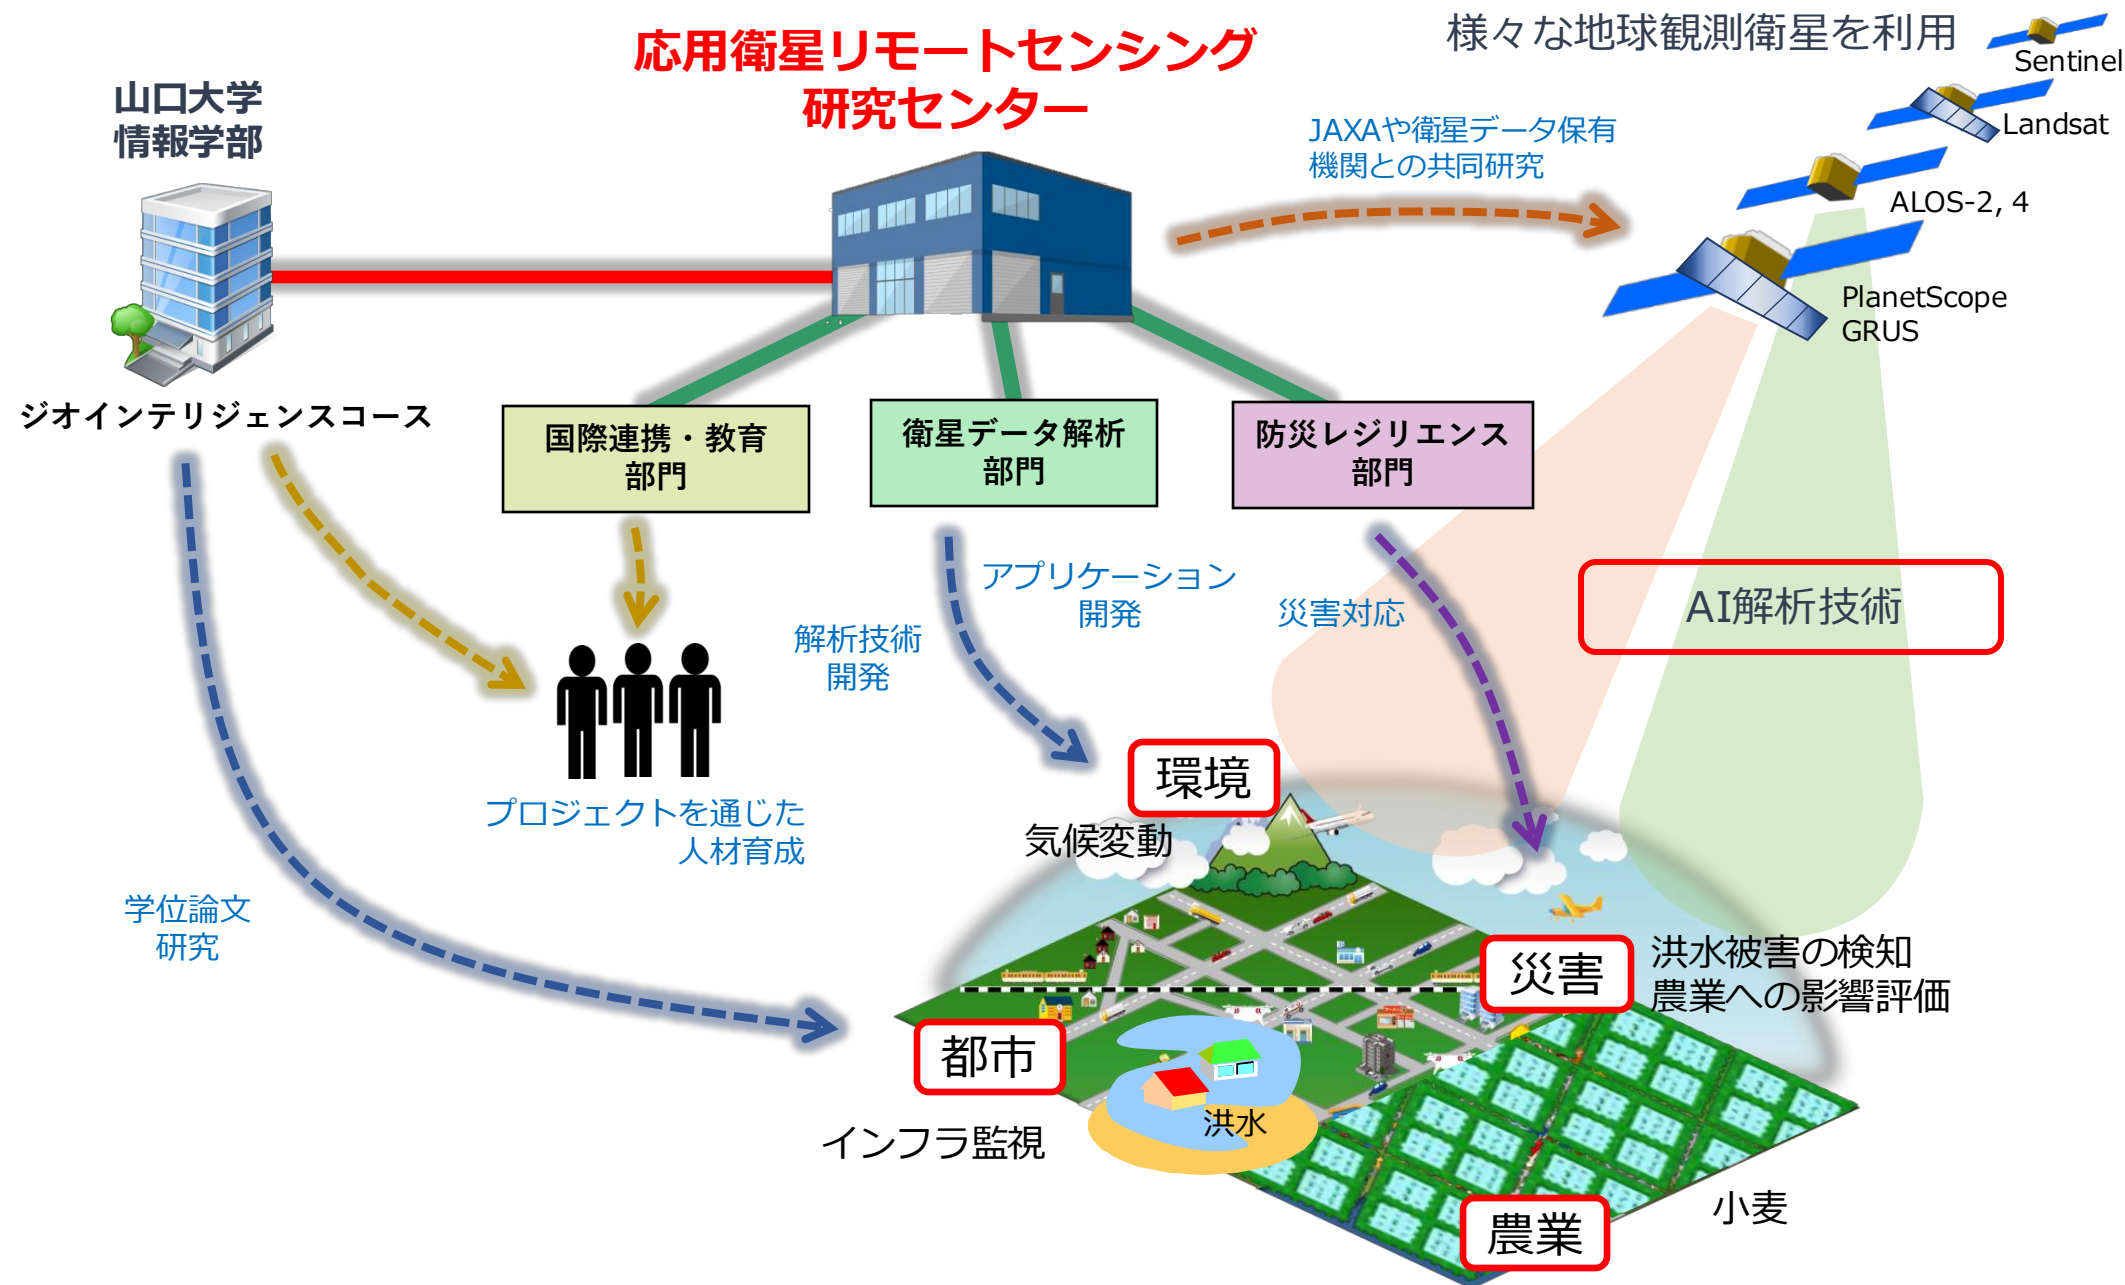 応用衛星リモートセンシング
研究センター
様々な地球観測衛星を利用
Sentinel
Landsat
ALOS-2, 4
PlanetScope
GRUS
山口大学
情報学部
JAXAや衛星データ保有
機関との共同研究
ジオインテリジェンスコース
国際連携・教育
部門
衛星データ解析
部門
防災レジリエンス
部門
アプリケーション
開発
解析技術
開発
災害対応
AI解析技術
プロジェクトを通じた
人材育成
学位論文
研究
環境
気候変動
災害
洪水被害の検知
農業への影響評価
都市
インフラ監視
洪水
農業
小麦